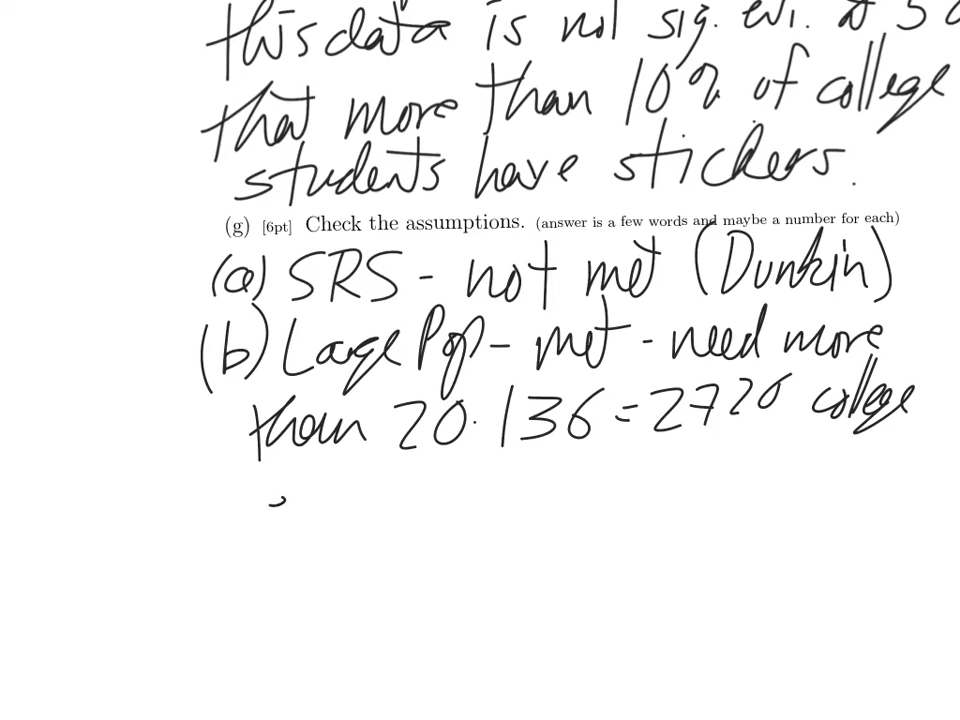 this data is not sig. evi. at 5
that more than 10% of college
students have stickers.
(g) [6pt] Check the assumptions. (answer is a few words and maybe a number for each)
(a) SRS - not met (Dunkin)
(b) Large Pop - met - need more
than 20 · 136 = 2720 college